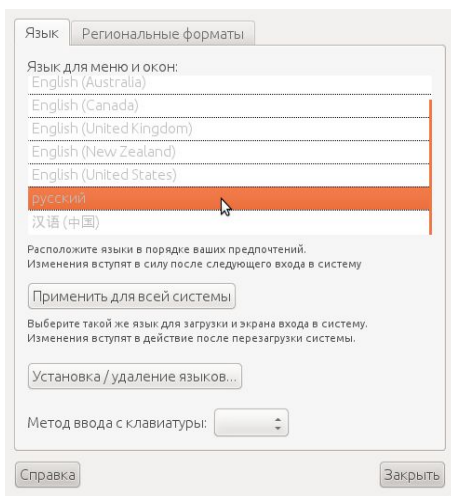 Язык Региональные форматы
Язык для меню и окон:
English (Australia)
English (Canada)
English (United Kingdom)
English (New Zealand)
English (United States)
русский
汉语 (中国)
Расположите языки в порядке ваших предпочтений.
Изменения вступят в силу после следующего входа в систему
Применить для всей системы
Выберите такой же язык для загрузки и экрана входа в систему.
Изменения вступят в действие после перезагрузки системы.
Установка / удаление языков...
Метод ввода с клавиатуры:
Справка Закрыть